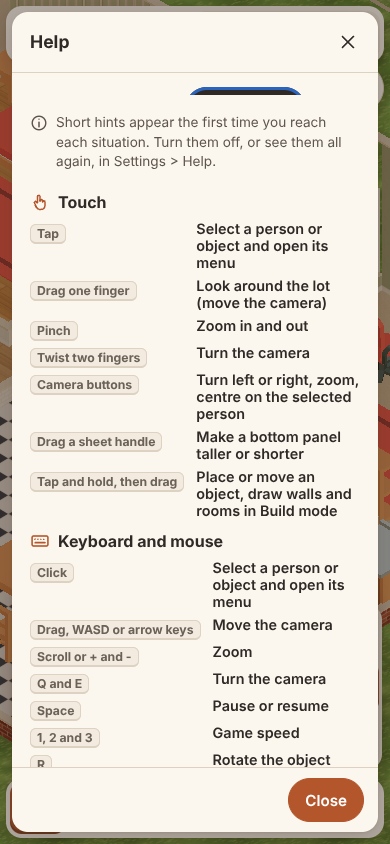 Help
Short hints appear the first time you reach
each situation. Turn them off, or see them all
again, in Settings > Help.
Touch
Tap
Select a person or
object and open its
menu
Drag one finger
Look around the lot
(move the camera)
Pinch
Zoom in and out
Twist two fingers
Turn the camera
Camera buttons
Turn left or right, zoom,
centre on the selected
person
Drag a sheet handle
Make a bottom panel
taller or shorter
Tap and hold, then drag
Place or move an
object, draw walls and
rooms in Build mode
Keyboard and mouse
Click
Select a person or
object and open its
menu
Drag, WASD or arrow keys
Move the camera
Scroll or + and -
Zoom
Q and E
Turn the camera
Space
Pause or resume
1, 2 and 3
Game speed
R
Rotate the object
Close